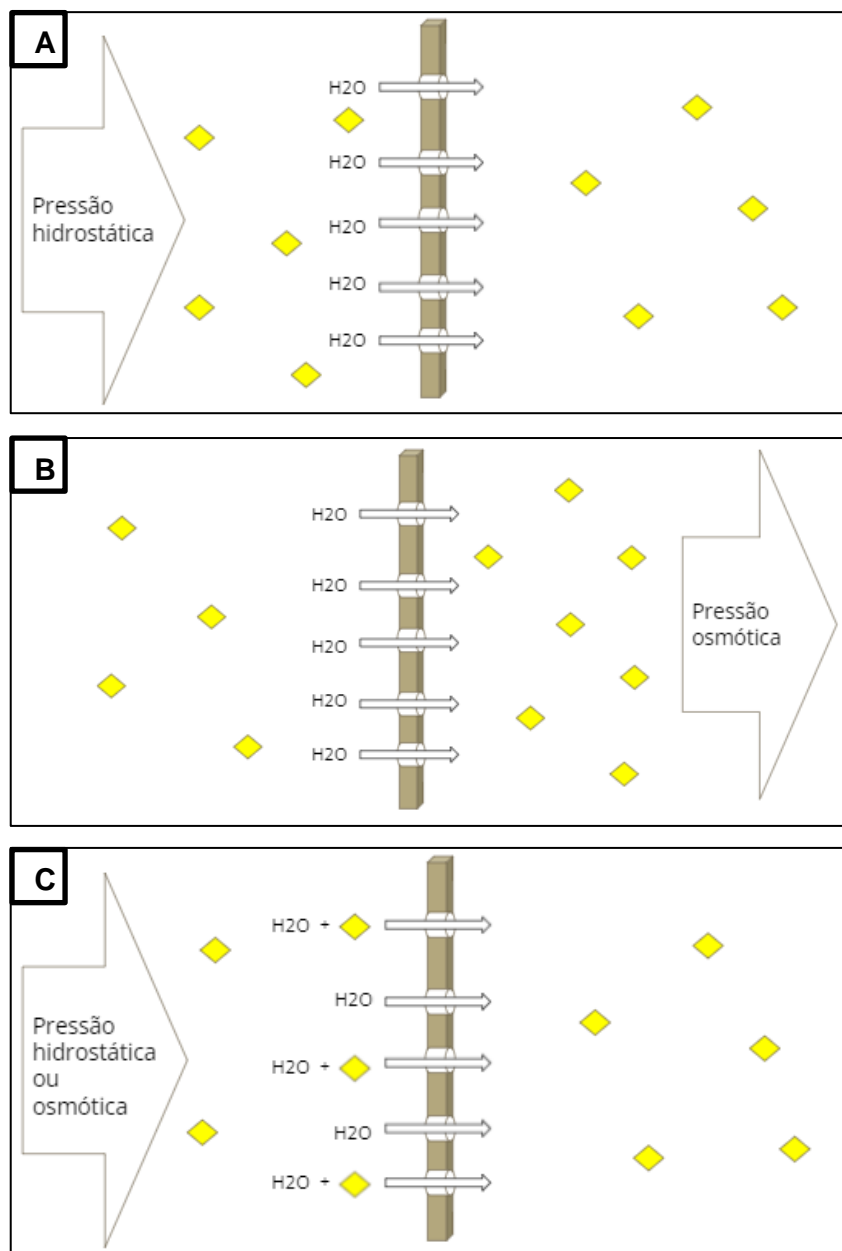 A
H2O
H2O
Pressão
hidrostática
H2O
H2O
H2O
B
H2O
H2O
H2O
Pressão
osmótica
H2O
H2O
C
H2O +
H2O
Pressão
hidrostática
ou
osmótica
H2O +
H2O
H2O +